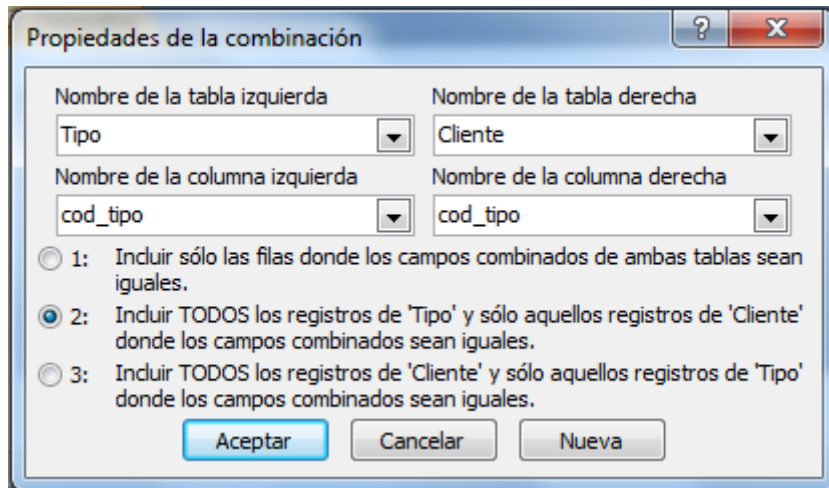 Propiedades de la combinación
Nombre de la tabla izquierda Nombre de la tabla derecha
Tipo Cliente
Nombre de la columna izquierda Nombre de la columna derecha
cod_tipo cod_tipo
1: Incluir sólo las filas donde los campos combinados de ambas tablas sean
iguales.
2: Incluir TODOS los registros de 'Tipo' y sólo aquellos registros de 'Cliente'
donde los campos combinados sean iguales.
3: Incluir TODOS los registros de 'Cliente' y sólo aquellos registros de 'Tipo'
donde los campos combinados sean iguales.
Aceptar Cancelar Nueva